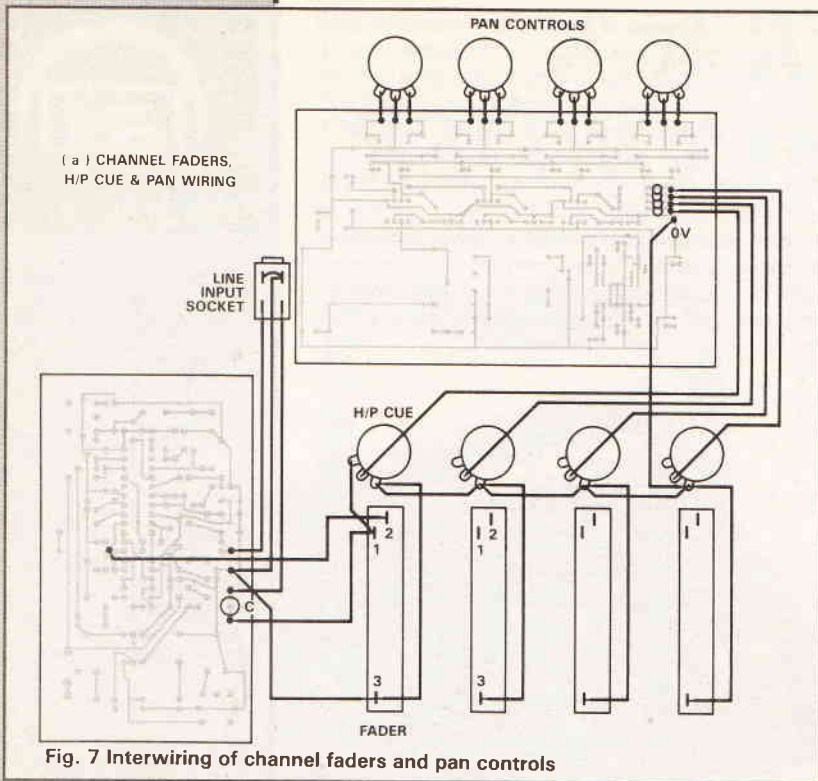 PAN CONTROLS
( a ) CHANNEL FADERS,
H/P CUE & PAN WIRING
0V
LINE
INPUT
SOCKET
H/P CUE
2
1
2
1
C
3
3
FADER
Fig. 7 Interwiring of channel faders and pan controls